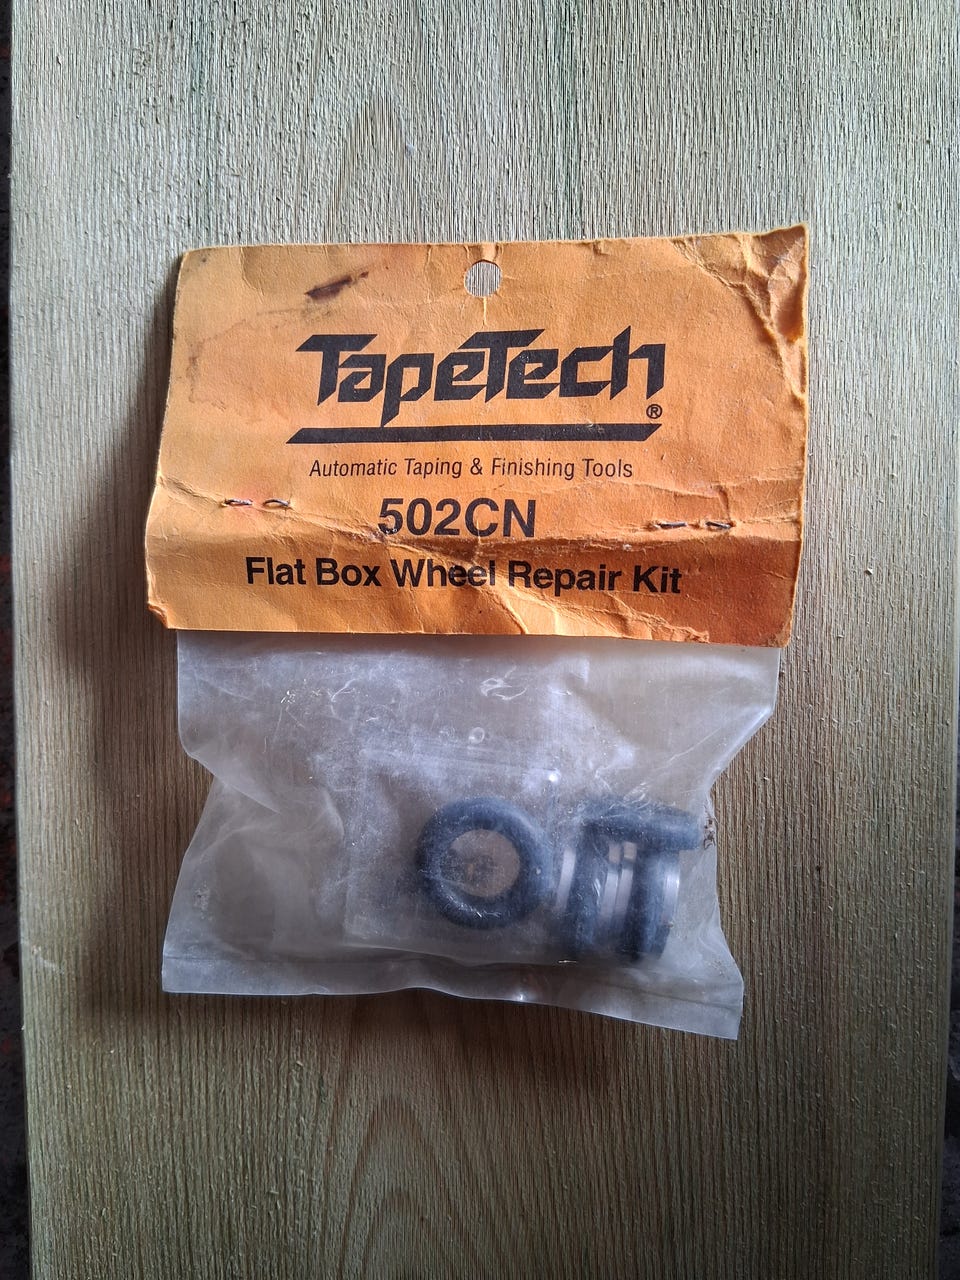 TapeTech®
Automatic Taping & Finishing Tools
502CN
Flat Box Wheel Repair Kit